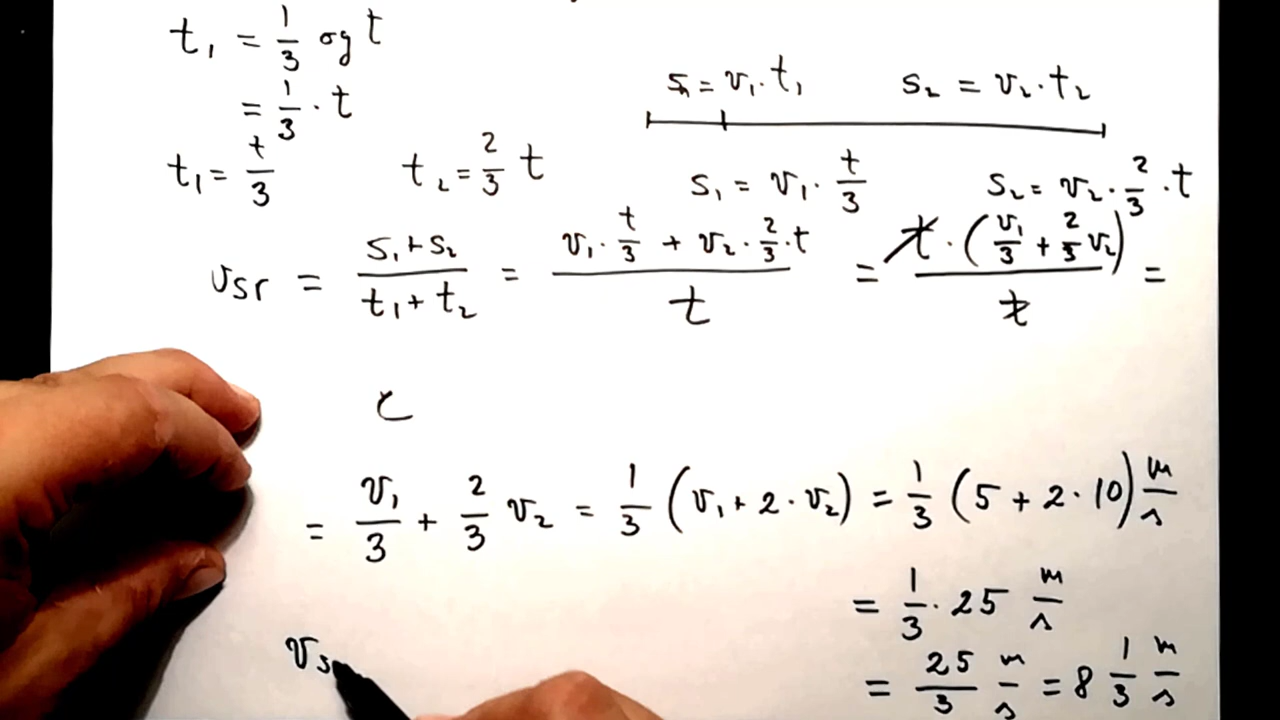 t₁ = 1/3 og t
= 1/3 · t
s₁ = v₁ · t₁ s₂ = v₂ · t₂
t₁ = t/3 t₂ = 2/3 t s₁ = v₁ · t/3 s₂ = v₂ · 2/3 · t
vsr = (s₁ + s₂)/(t₁ + t₂) = (v₁ · t/3 + v₂ · 2/3 · t)/t = t · (v₁/3 + 2/3 v₂)/t =
= v₁/3 + 2/3 v₂ = 1/3 (v₁ + 2 · v₂) = 1/3 (5 + 2 · 10) m/s
= 1/3 · 25 m/s
vs
= 25/3 m/s = 8 1/3 m/s